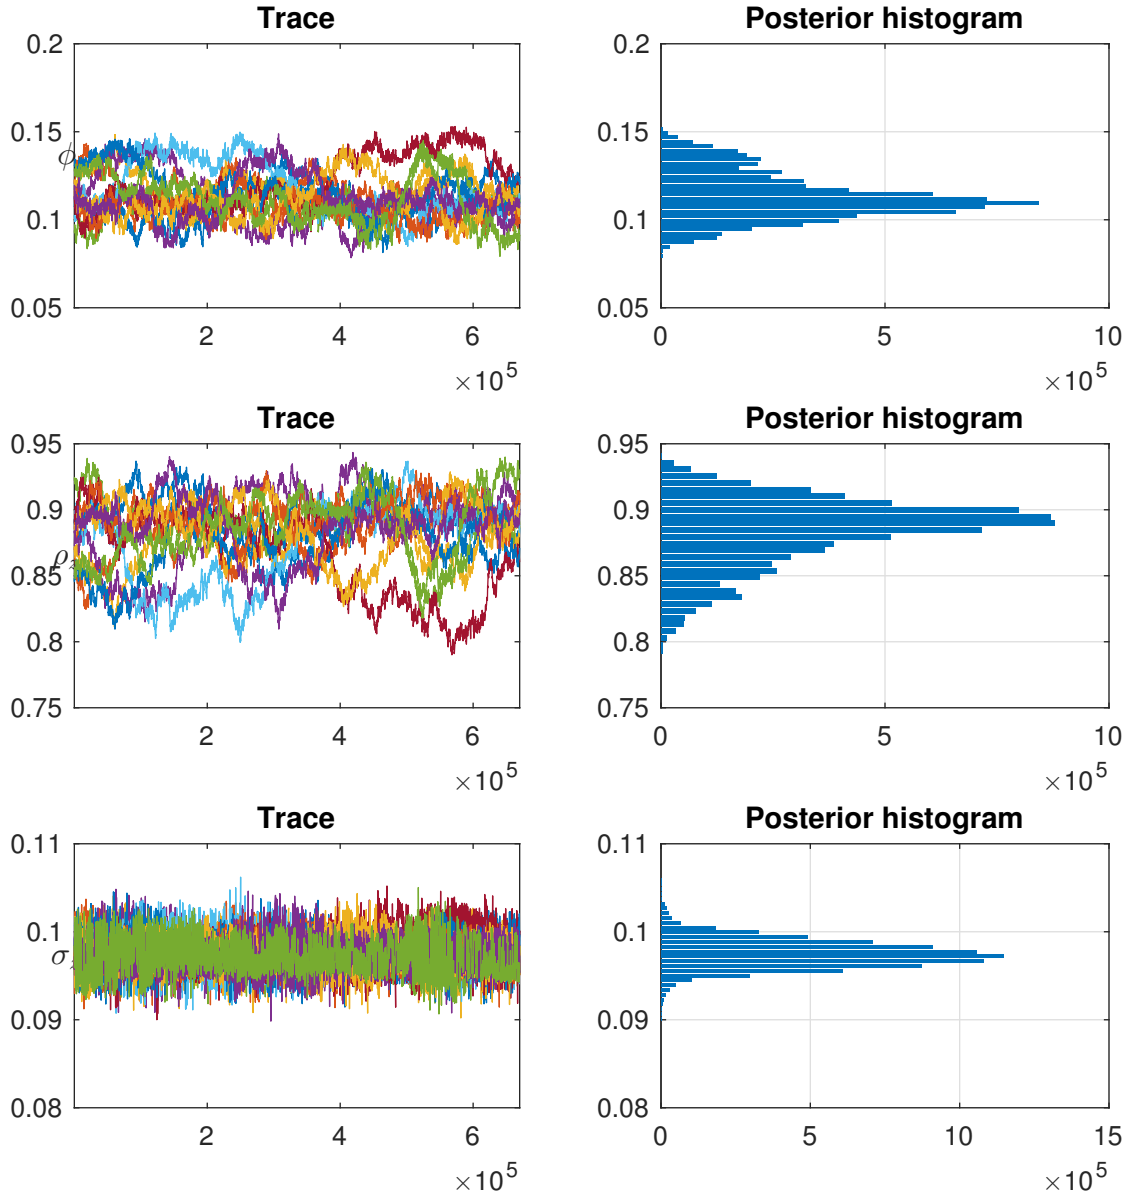 Trace Posterior histogram
0.2 0.2
0.15 0.15
ϕ
0.1 0.1
0.05 0.05
2 4 6 0 5 10
×10^5 ×10^5
Trace Posterior histogram
0.95 0.95
0.9 0.9
ρ
0.85 0.85
0.8 0.8
0.75 0.75
2 4 6 0 5 10
×10^5 ×10^5
Trace Posterior histogram
0.11 0.11
0.1 0.1
σ
0.09 0.09
0.08 0.08
2 4 6 0 5 10 15
×10^5 ×10^5